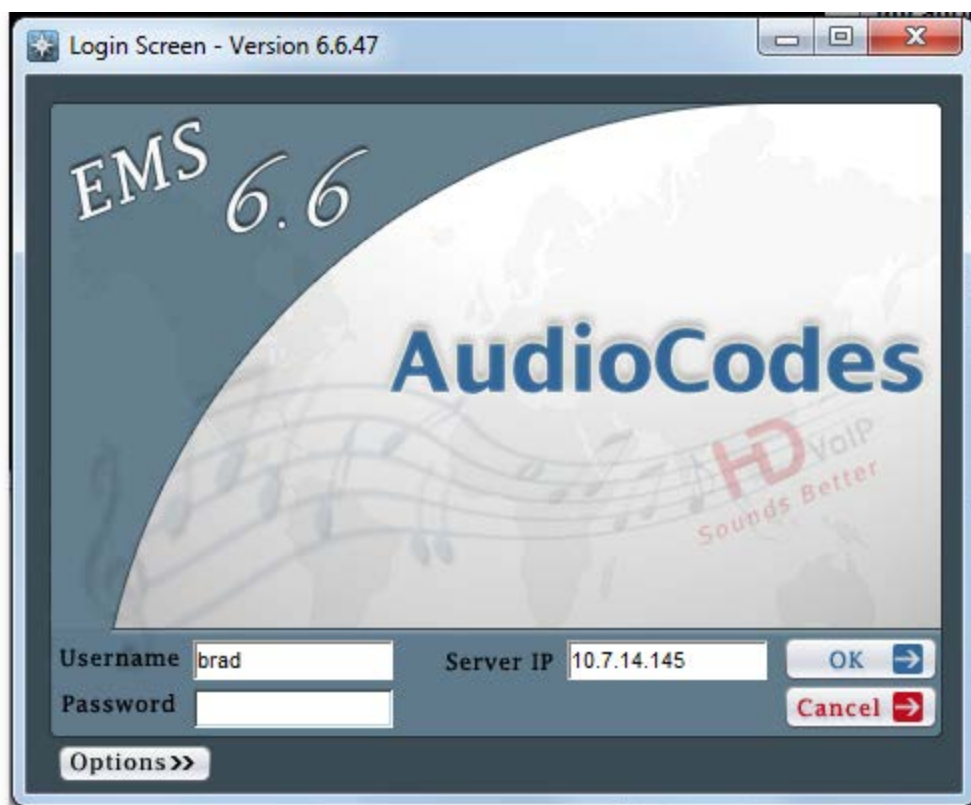 Login Screen - Version 6.6.47
EMS 6.6
AudioCodes
HD VoIP
Sounds Better
Username brad Server IP 10.7.14.145 OK
Password Cancel
Options>>